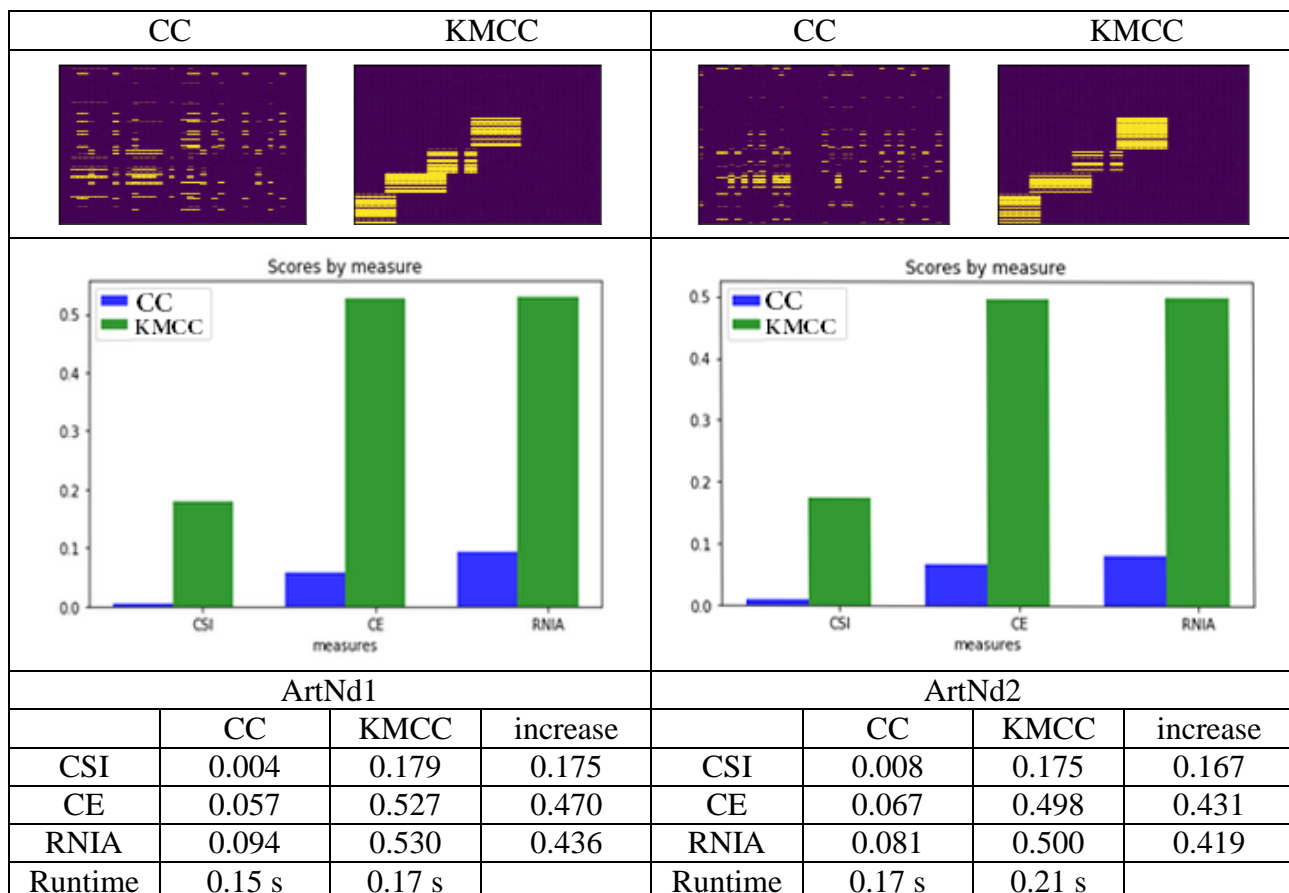 CC KMCC CC KMCC
Scores by measure
CC
KMCC
0.5
0.4
0.3
0.2
0.1
0.0
CSI CE RNIA
measures
Scores by measure
CC
KMCC
0.5
0.4
0.3
0.2
0.1
0.0
CSI CE RNIA
measures
ArtNd1 ArtNd2
CC KMCC increase CC KMCC increase
CSI 0.004 0.179 0.175 CSI 0.008 0.175 0.167
CE 0.057 0.527 0.470 CE 0.067 0.498 0.431
RNIA 0.094 0.530 0.436 RNIA 0.081 0.500 0.419
Runtime 0.15 s 0.17 s Runtime 0.17 s 0.21 s